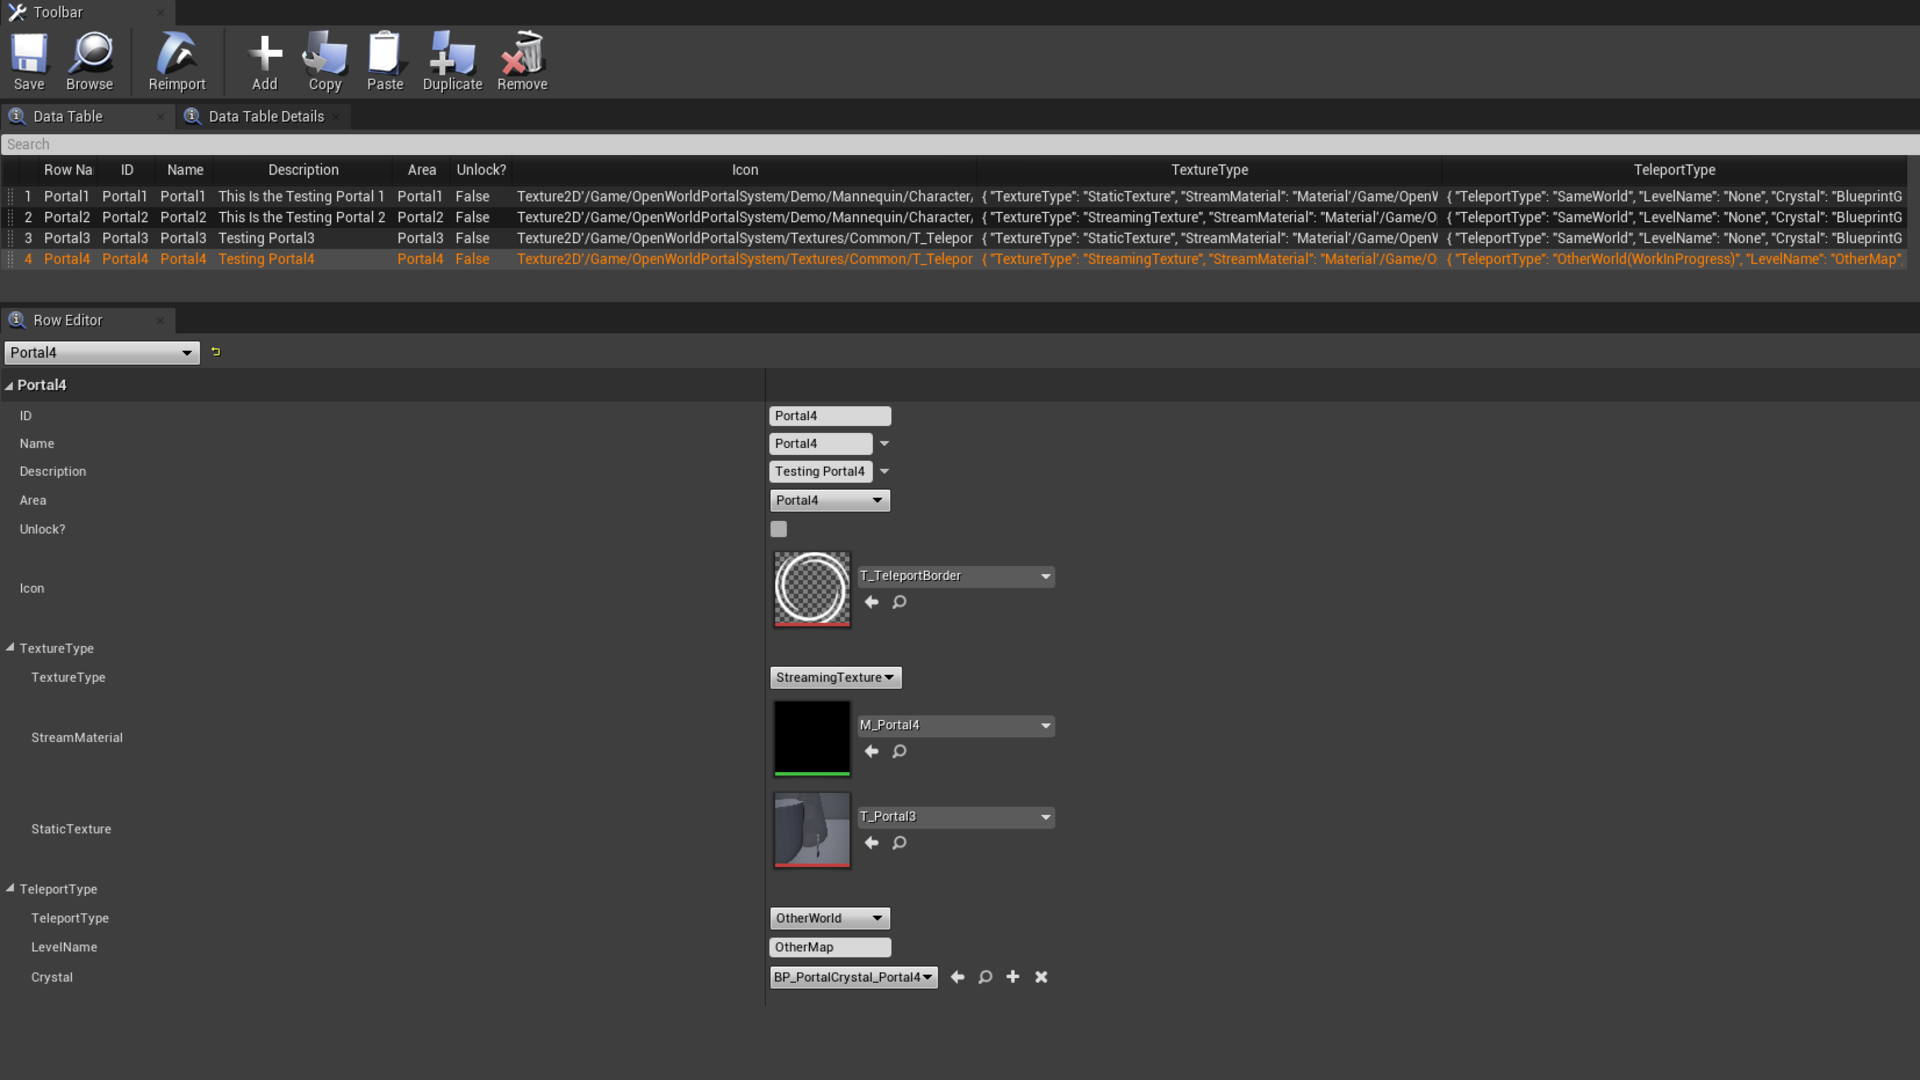 Toolbar
Save Browse Reimport Add Copy Paste Duplicate Remove
Data Table Data Table Details
Search
Row Na ID Name Description Area Unlock? Icon TextureType TeleportType
1 Portal1 Portal1 Portal1 This Is the Testing Portal 1 Portal1 False Texture2D'/Game/OpenWorldPortalSystem/Demo/Mannequin/Character/ { "TextureType": "StaticTexture", "StreamMaterial": "Material'/Game/OpenW { "TeleportType": "SameWorld", "LevelName": "None", "Crystal": "BlueprintG
2 Portal2 Portal2 Portal2 This Is the Testing Portal 2 Portal2 False Texture2D'/Game/OpenWorldPortalSystem/Demo/Mannequin/Character/ { "TextureType": "StreamingTexture", "StreamMaterial": "Material'/Game/O { "TeleportType": "SameWorld", "LevelName": "None", "Crystal": "BlueprintG
3 Portal3 Portal3 Portal3 Testing Portal3 Portal3 False Texture2D'/Game/OpenWorldPortalSystem/Textures/Common/T_Telepor { "TextureType": "StaticTexture", "StreamMaterial": "Material'/Game/OpenW { "TeleportType": "SameWorld", "LevelName": "None", "Crystal": "BlueprintG
4 Portal4 Portal4 Portal4 Testing Portal4 Portal4 False Texture2D'/Game/OpenWorldPortalSystem/Textures/Common/T_Telepor { "TextureType": "StreamingTexture", "StreamMaterial": "Material'/Game/O { "TeleportType": "OtherWorld(WorkInProgress)", "LevelName": "OtherMap",
Row Editor
Portal4
Portal4
ID Portal4
Name Portal4
Description Testing Portal4
Area Portal4
Unlock?
Icon T_TeleportBorder
TextureType
TextureType StreamingTexture
StreamMaterial M_Portal4
StaticTexture T_Portal3
TeleportType
TeleportType OtherWorld
LevelName OtherMap
Crystal BP_PortalCrystal_Portal4